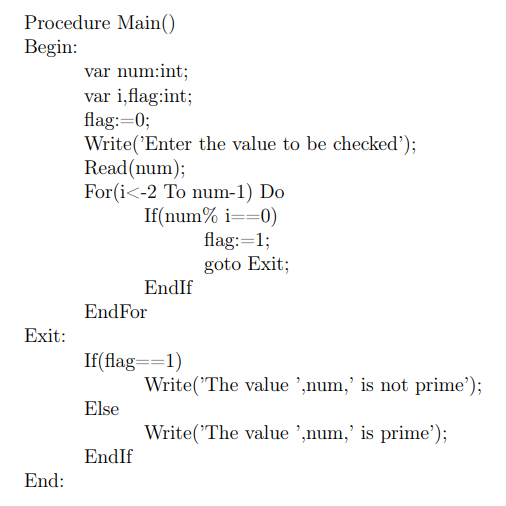 Procedure Main()
Begin:
var num:int;
var i,flag:int;
flag:=0;
Write('Enter the value to be checked');
Read(num);
For(i<-2 To num-1) Do
If(num% i==0)
flag:=1;
goto Exit;
EndIf
EndFor
Exit:
If(flag==1)
Write('The value ',num,' is not prime');
Else
Write('The value ',num,' is prime');
EndIf
End: